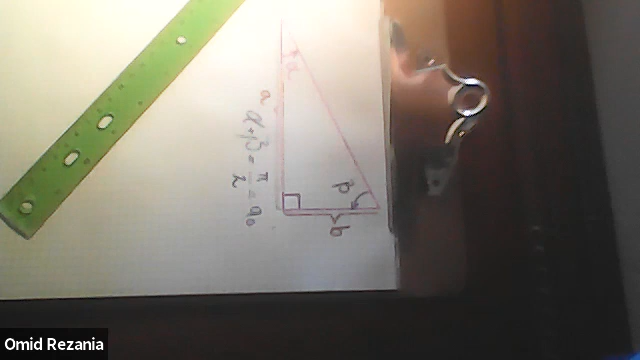 α
a
β
b
α+β = π/2 = 90
Omid Rezania